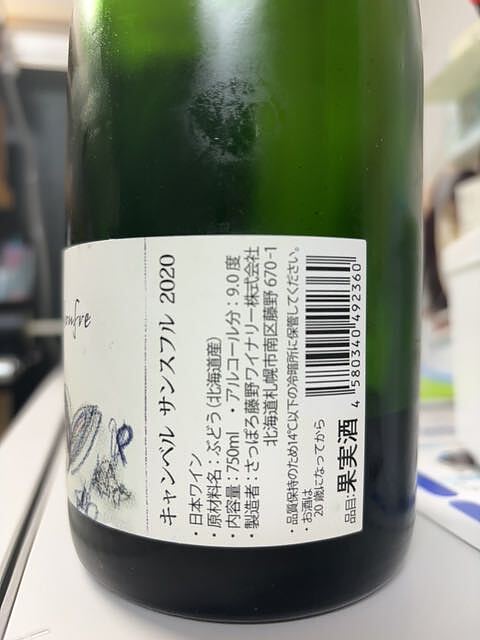 キャンベル サンスフル 2020
・日本ワイン
・原材料名：ぶどう（北海道産）
・内容量：750ml ・アルコール分：9.0度
・製造者：さっぽろ藤野ワイナリー株式会社
北海道札幌市南区藤野 670-1
・品質保持のため14℃以下の冷暗所に保管してください。
・お酒は
20歳になってから
品目：果実酒
4 580340 492360